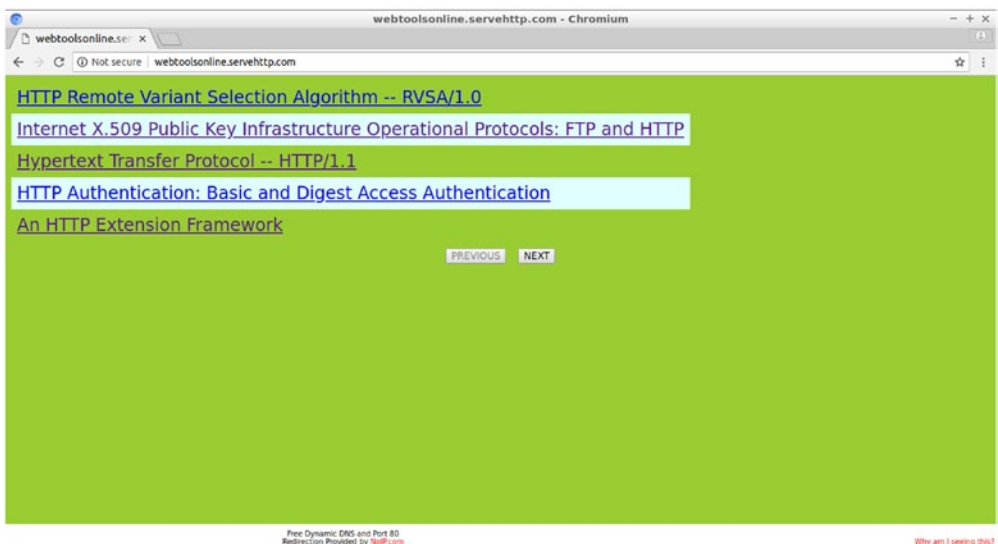 webtoolsonline.servehttp.com - Chromium
webtoolsonline.ser
Not secure webtoolsonline.servehttp.com
HTTP Remote Variant Selection Algorithm -- RVSA/1.0
Internet X.509 Public Key Infrastructure Operational Protocols: FTP and HTTP
Hypertext Transfer Protocol -- HTTP/1.1
HTTP Authentication: Basic and Digest Access Authentication
An HTTP Extension Framework
PREVIOUS NEXT
Free Dynamic DNS and Port 80
Redirection Provided by NoIP.com
Why am I seeing this?